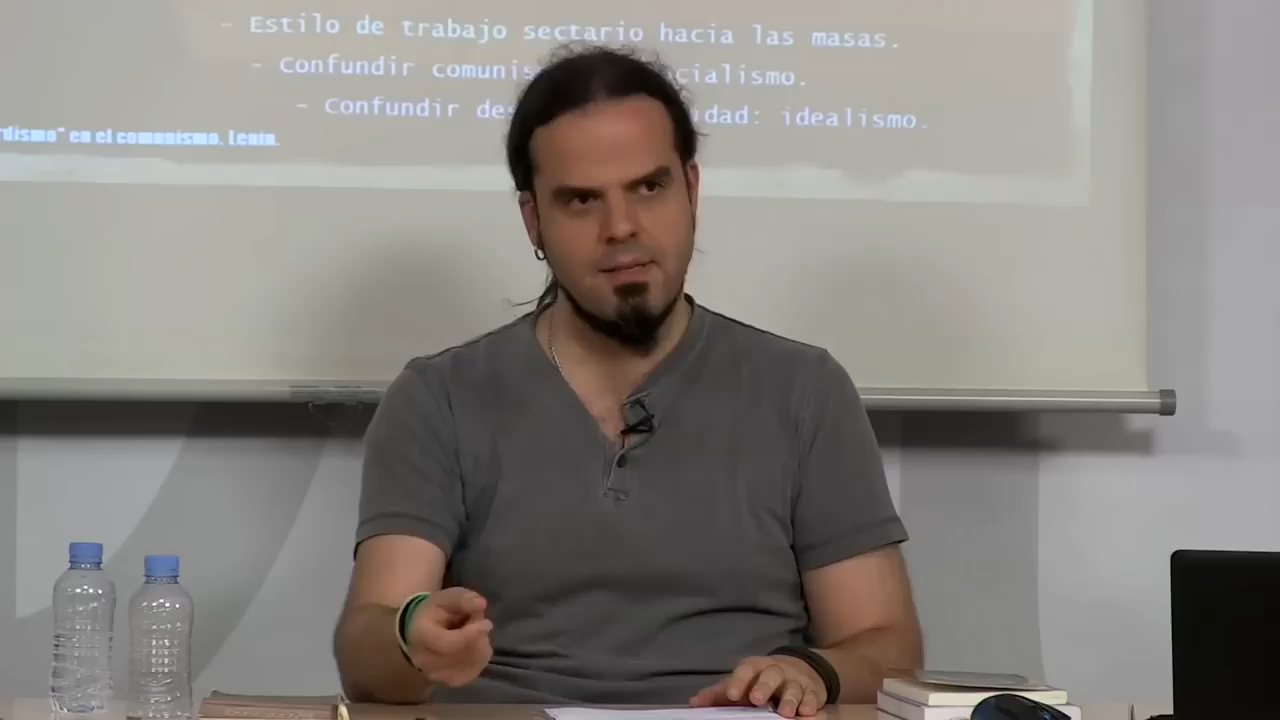 - Estilo de trabajo sectario hacia las masas.
- Confundir
- Confundir idealismo.
en el comunismo. Lenin.